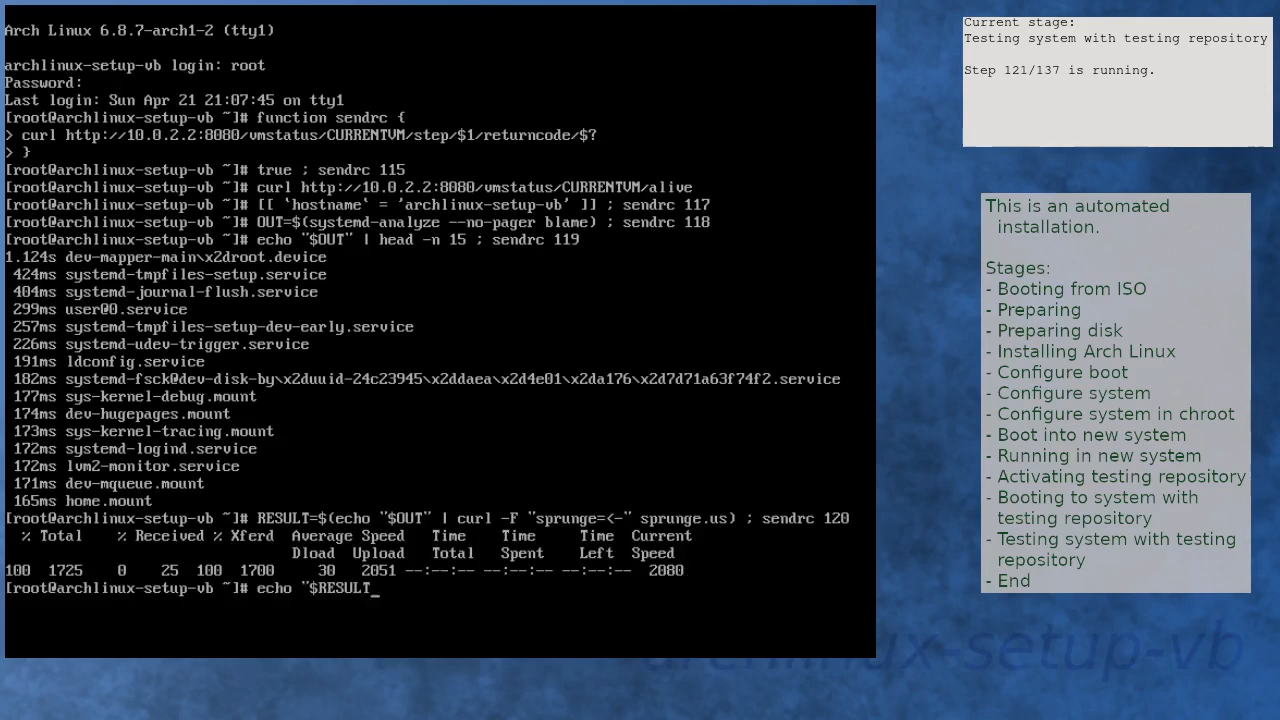 Arch Linux 6.8.7-arch1-2 (tty1)
archlinux-setup-vb login: root
Password:
Last login: Sun Apr 21 21:07:45 on tty1
[root@archlinux-setup-vb ~]# function sendrc {
> curl http://10.0.2.2:8080/vmstatus/CURRENTVM/step/$1/returncode/$?
> }
[root@archlinux-setup-vb ~]# true ; sendrc 115
[root@archlinux-setup-vb ~]# curl http://10.0.2.2:8080/vmstatus/CURRENTVM/alive
[root@archlinux-setup-vb ~]# [[ `hostname` = 'archlinux-setup-vb' ]] ; sendrc 117
[root@archlinux-setup-vb ~]# OUT=$(systemd-analyze --no-pager blame) ; sendrc 118
[root@archlinux-setup-vb ~]# echo "$OUT" | head -n 15 ; sendrc 119
1.124s dev-mapper-main\x2droot.device
424ms systemd-tmpfiles-setup.service
404ms systemd-journal-flush.service
299ms user@0.service
257ms systemd-tmpfiles-setup-dev-early.service
226ms systemd-udev-trigger.service
191ms ldconfig.service
182ms systemd-fsck@dev-disk-by\x2duuid-24c23945\x2ddaea\x2d4e01\x2da176\x2d7d71a63f74f2.service
177ms sys-kernel-debug.mount
174ms dev-hugepages.mount
173ms sys-kernel-tracing.mount
172ms systemd-logind.service
172ms lvm2-monitor.service
171ms dev-mqueue.mount
165ms home.mount
[root@archlinux-setup-vb ~]# RESULT=$(echo "$OUT" | curl -F "sprunge=<-" sprunge.us) ; sendrc 120
% Total % Received % Xferd Average Speed Time Time Time Current
Dload Upload Total Spent Left Speed
100 1725 0 25 100 1700 30 2051 --:--:-- --:--:-- --:--:-- 2080
[root@archlinux-setup-vb ~]# echo "$RESULT_
Current stage:
Testing system with testing repository
Step 121/137 is running.
This is an automated
installation.
Stages:
- Booting from ISO
- Preparing
- Preparing disk
- Installing Arch Linux
- Configure boot
- Configure system
- Configure system in chroot
- Boot into new system
- Running in new system
- Activating testing repository
- Booting to system with
testing repository
- Testing system with testing
repository
- End
archlinux-setup-vb